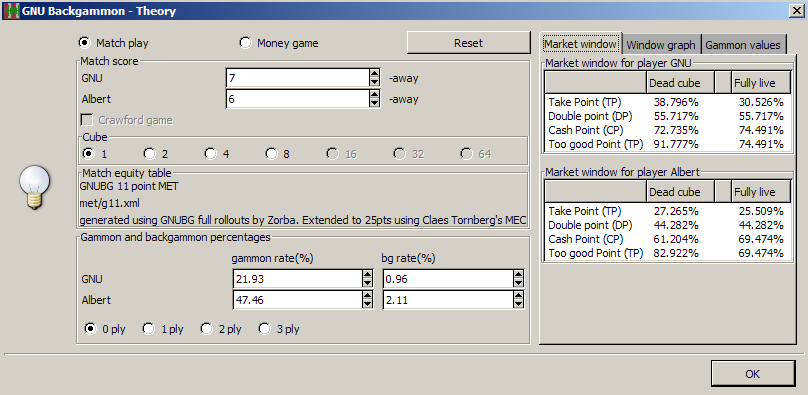 GNU Backgammon - Theory
Match play Money game Reset
Match score
GNU 7 -away
Albert 6 -away
Crawford game
Cube
1 2 4 8 16 32 64
Match equity table
GNUBG 11 point MET
met/g11.xml
generated using GNUBG full rollouts by Zorba. Extended to 25pts using Claes Tornberg's MEC
Gammon and backgammon percentages
gammon rate(%) bg rate(%)
GNU 21.93 0.96
Albert 47.46 2.11
0 ply 1 ply 2 ply 3 ply
Market window Window graph Gammon values
Market window for player GNU
Dead cube Fully live
Take Point (TP) 38.796% 30.526%
Double point (DP) 55.717% 55.717%
Cash Point (CP) 72.735% 74.491%
Too good Point (TP) 91.777% 74.491%
Market window for player Albert
Dead cube Fully live
Take Point (TP) 27.265% 25.509%
Double point (DP) 44.282% 44.282%
Cash Point (CP) 61.204% 69.474%
Too good Point (TP) 82.922% 69.474%
OK